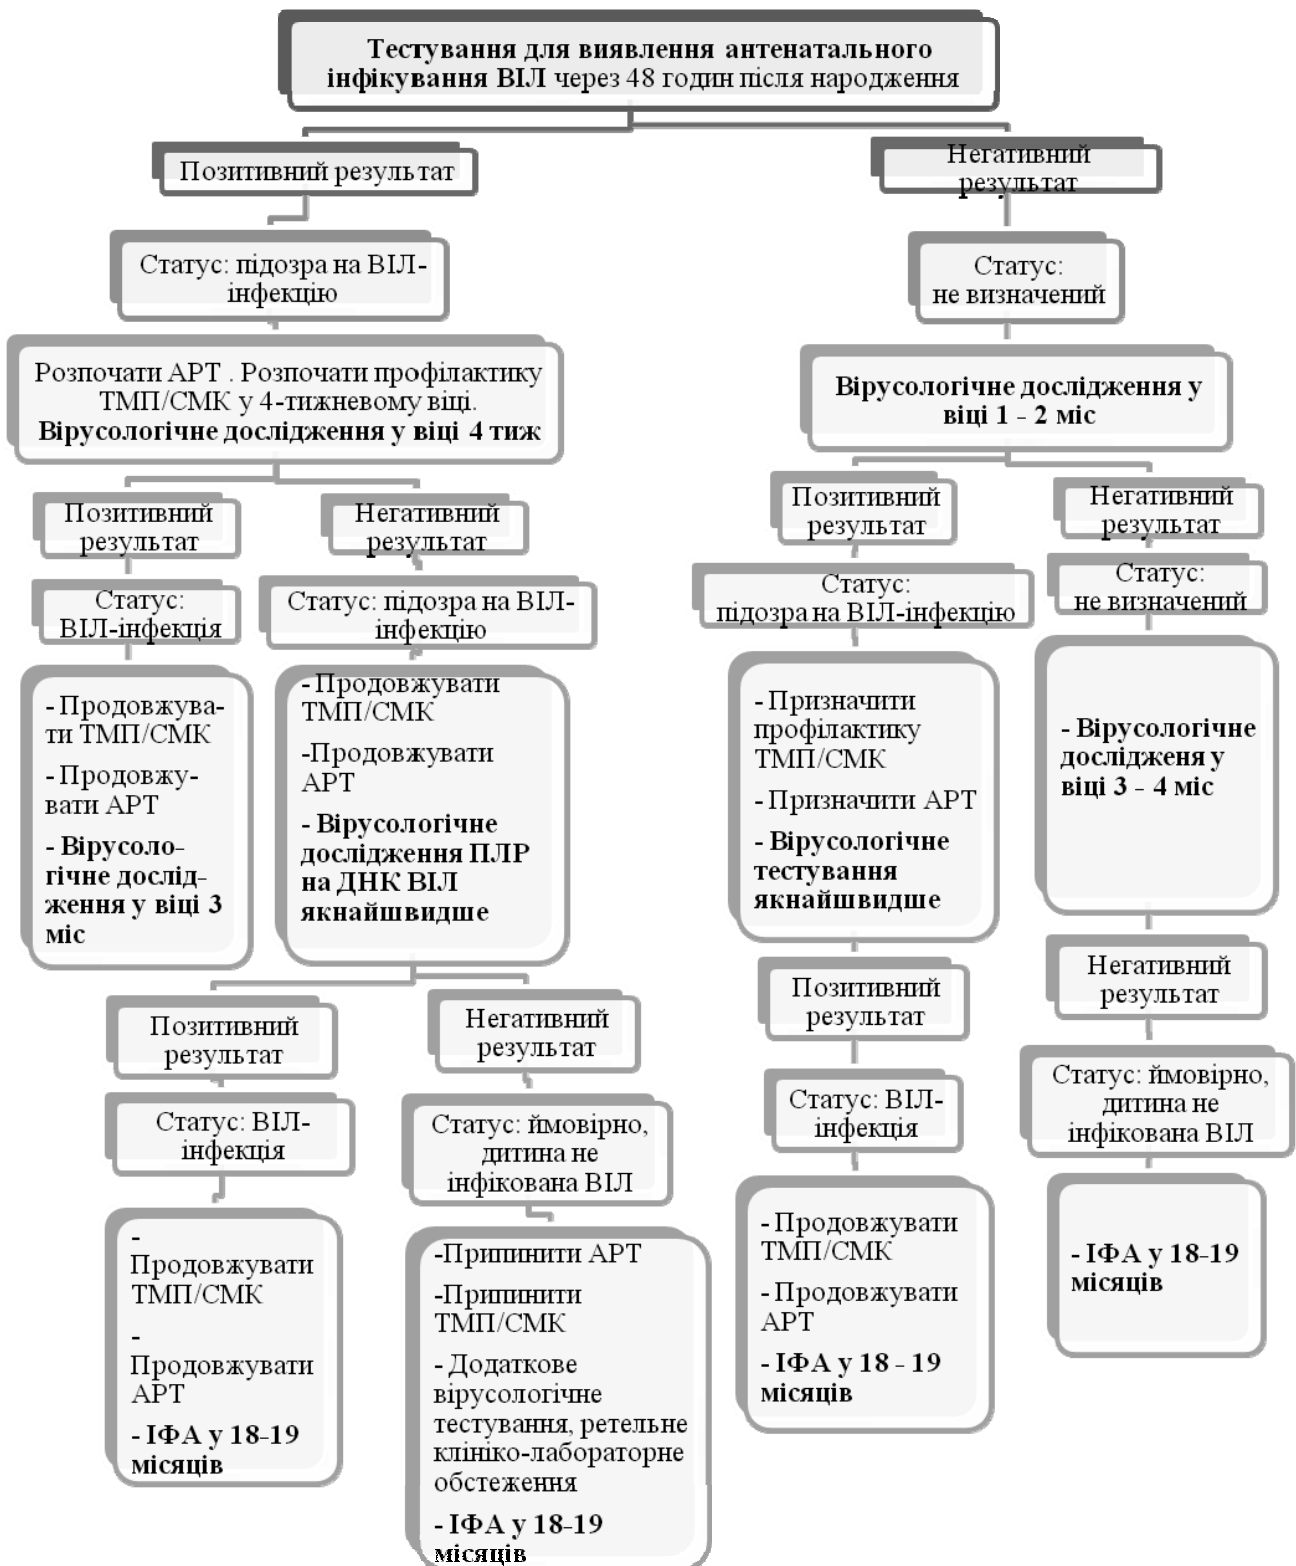 Тестування для виявлення антенатального
інфікування ВІЛ через 48 годин після народження
Позитивний результат
Статус: підозра на ВІЛ-
інфекцію
Розпочати АРТ . Розпочати профілактику
ТМП/СМК у 4-тижневому віці.
Вірусологічне дослідження у віці 4 тиж
Позитивний
результат
Статус:
ВІЛ-інфекція
- Продовжува-
ти ТМП/СМК
- Продовжу-
вати АРТ
- Вірусоло-
гічне дослід-
ження у віці 3
міс
Негативний
результат
Статус: підозра на ВІЛ-
інфекцію
- Продовжувати
ТМП/СМК
-Продовжувати
АРТ
- Вірусологічне
дослідження ПЛР
на ДНК ВІЛ
якнайшвидше
Позитивний
результат
Статус: ВІЛ-
інфекція
-
Продовжувати
ТМП/СМК
-
Продовжувати
АРТ
- ІФА у 18-19
місяців
Негативний
результат
Статус: ймовірно,
дитина не
інфікована ВІЛ
-Припинити АРТ
-Припинити
ТМП/СМК
- Додаткове
вірусологічне
тестування, ретельне
клініко-лабораторне
обстеження
- ІФА у 18-19
місяців
Негативний
результат
Статус:
не визначений
Вірусологічне дослідження у
віці 1 - 2 міс
Позитивний
результат
Статус:
підозра на ВІЛ-інфекцію
- Призначити
профілактику
ТМП/СМК
- Призначити АРТ
- Вірусологічне
тестування
якнайшвидше
Позитивний
результат
Статус: ВІЛ-
інфекція
- Продовжувати
ТМП/СМК
- Продовжувати
АРТ
- ІФА у 18 - 19
місяців
Негативний
результат
Статус:
не визначений
- Вірусологічне
дослідженя у
віці 3 - 4 міс
Негативний
результат
Статус: ймовірно,
дитина не
інфікована ВІЛ
- ІФА у 18-19
місяців